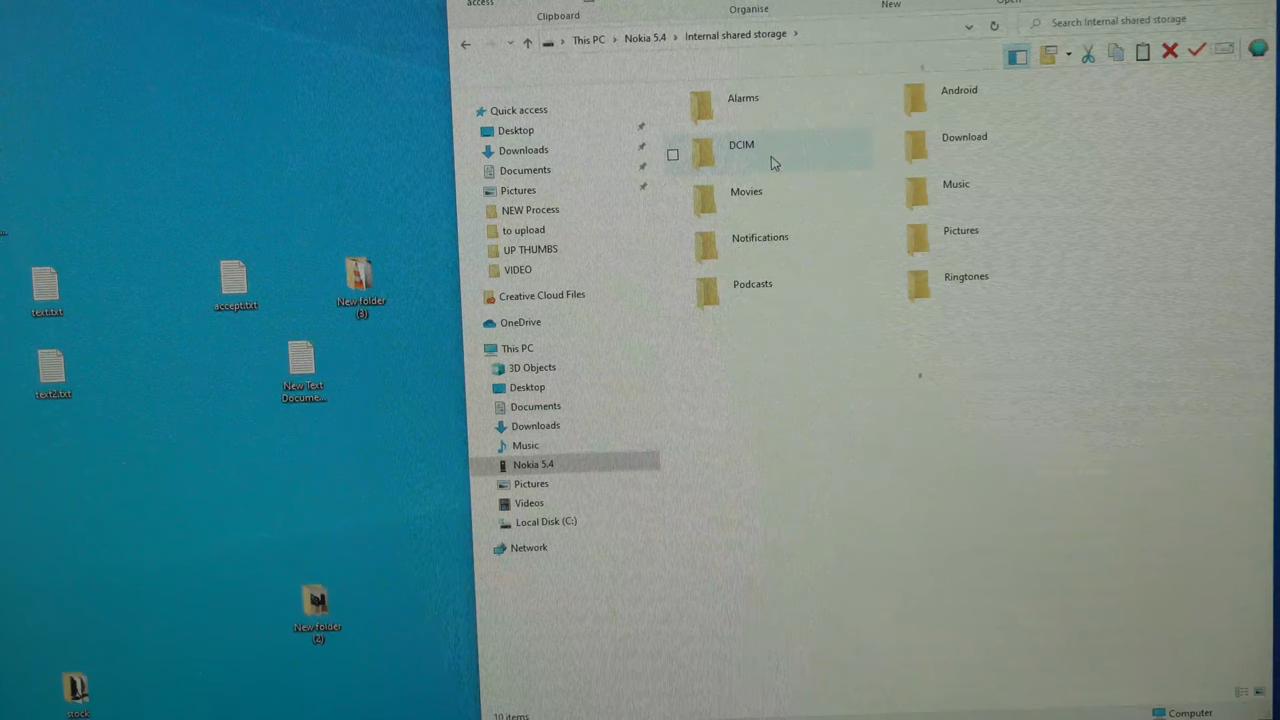 access
Clipboard
Organise
New
Open
This PC > Nokia 5.4 > Internal shared storage >
Search Internal shared storage
Quick access
Desktop
Downloads
Documents
Pictures
NEW Process
to upload
UP THUMBS
VIDEO
Creative Cloud Files
OneDrive
This PC
3D Objects
Desktop
Documents
Downloads
Music
Nokia 5.4
Pictures
Videos
Local Disk (C:)
Network
Alarms
Android
DCIM
Download
Movies
Music
Notifications
Pictures
Podcasts
Ringtones
10 items
Computer
text.txt
accept.txt
New folder
(3)
text2.txt
New Text
Docume...
New folder
(2)
stock